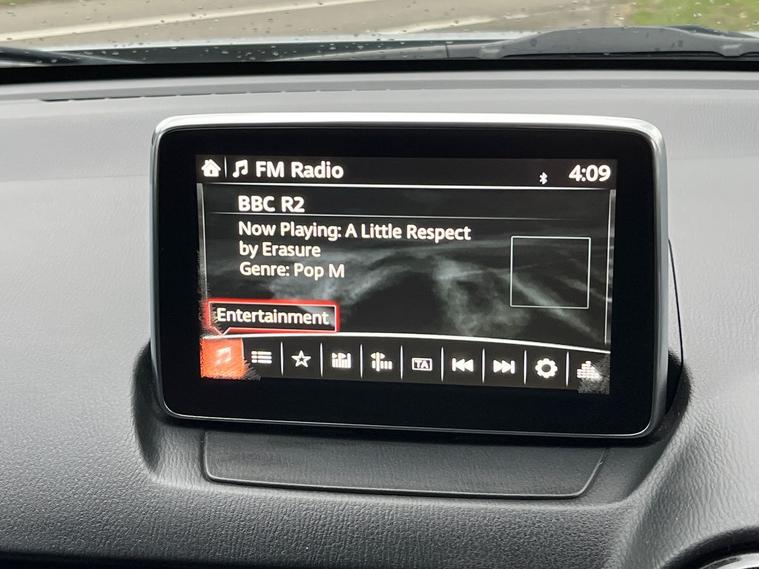 FM Radio
4:09
BBC R2
Now Playing: A Little Respect
by Erasure
Genre: Pop M
Entertainment
TA